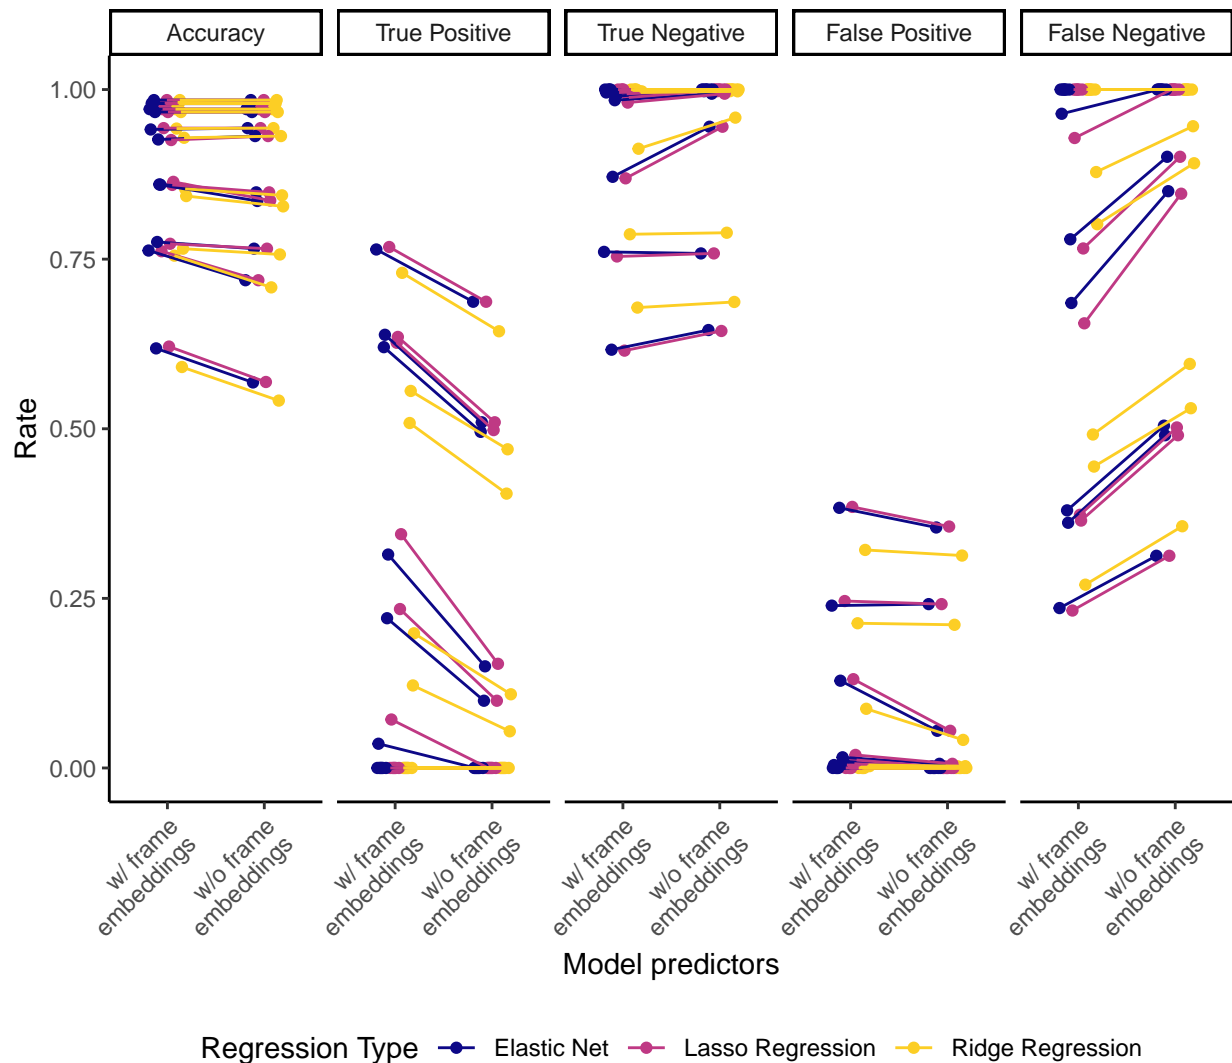 Accuracy
True Positive
True Negative
False Positive
False Negative
Rate
1.00
0.75
0.50
0.25
0.00
w/ frame
embeddings
w/o frame
embeddings
w/ frame
embeddings
w/o frame
embeddings
w/ frame
embeddings
w/o frame
embeddings
w/ frame
embeddings
w/o frame
embeddings
w/ frame
embeddings
w/o frame
embeddings
Model predictors
Regression Type Elastic Net Lasso Regression Ridge Regression